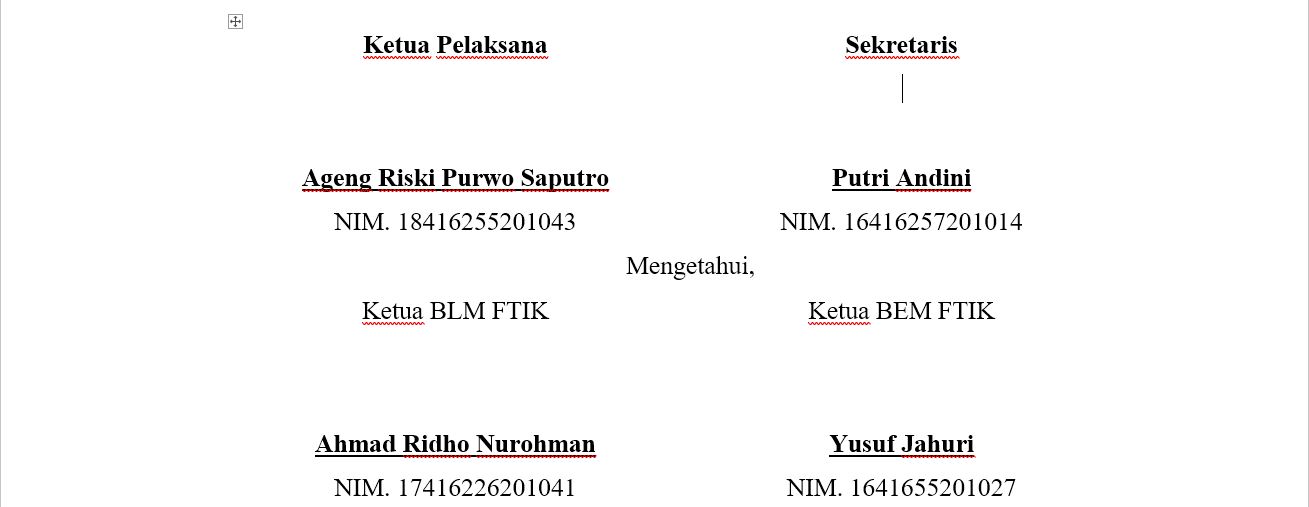 Ketua Pelaksana Sekretaris
Ageng Riski Purwo Saputro Putri Andini
NIM. 18416255201043 NIM. 16416257201014
Mengetahui,
Ketua BLM FTIK Ketua BEM FTIK
Ahmad Ridho Nurohman Yusuf Jahuri
NIM. 17416226201041 NIM. 1641655201027